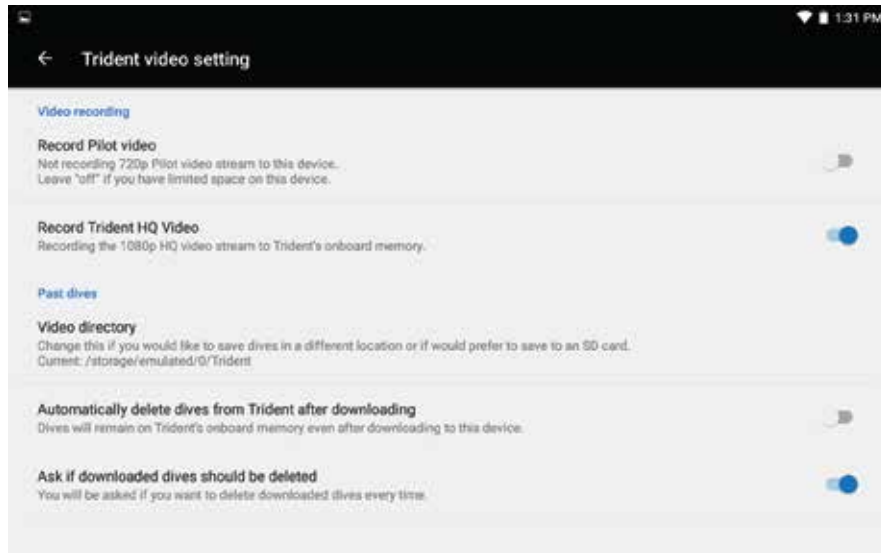 1:31 PM
Trident video setting
Video recording
Record Pilot video
Not recording 720p Pilot video stream to this device.
Leave "off" if you have limited space on this device.
Record Trident HQ Video
Recording the 1080p HQ video stream to Trident's onboard memory.
Past dives
Video directory
Change this if you would like to save dives in a different location or if would prefer to save to an SD card.
Current: /storage/emulated/0/Trident
Automatically delete dives from Trident after downloading
Dives will remain on Trident's onboard memory even after downloading to this device.
Ask if downloaded dives should be deleted
You will be asked if you want to delete downloaded dives every time.